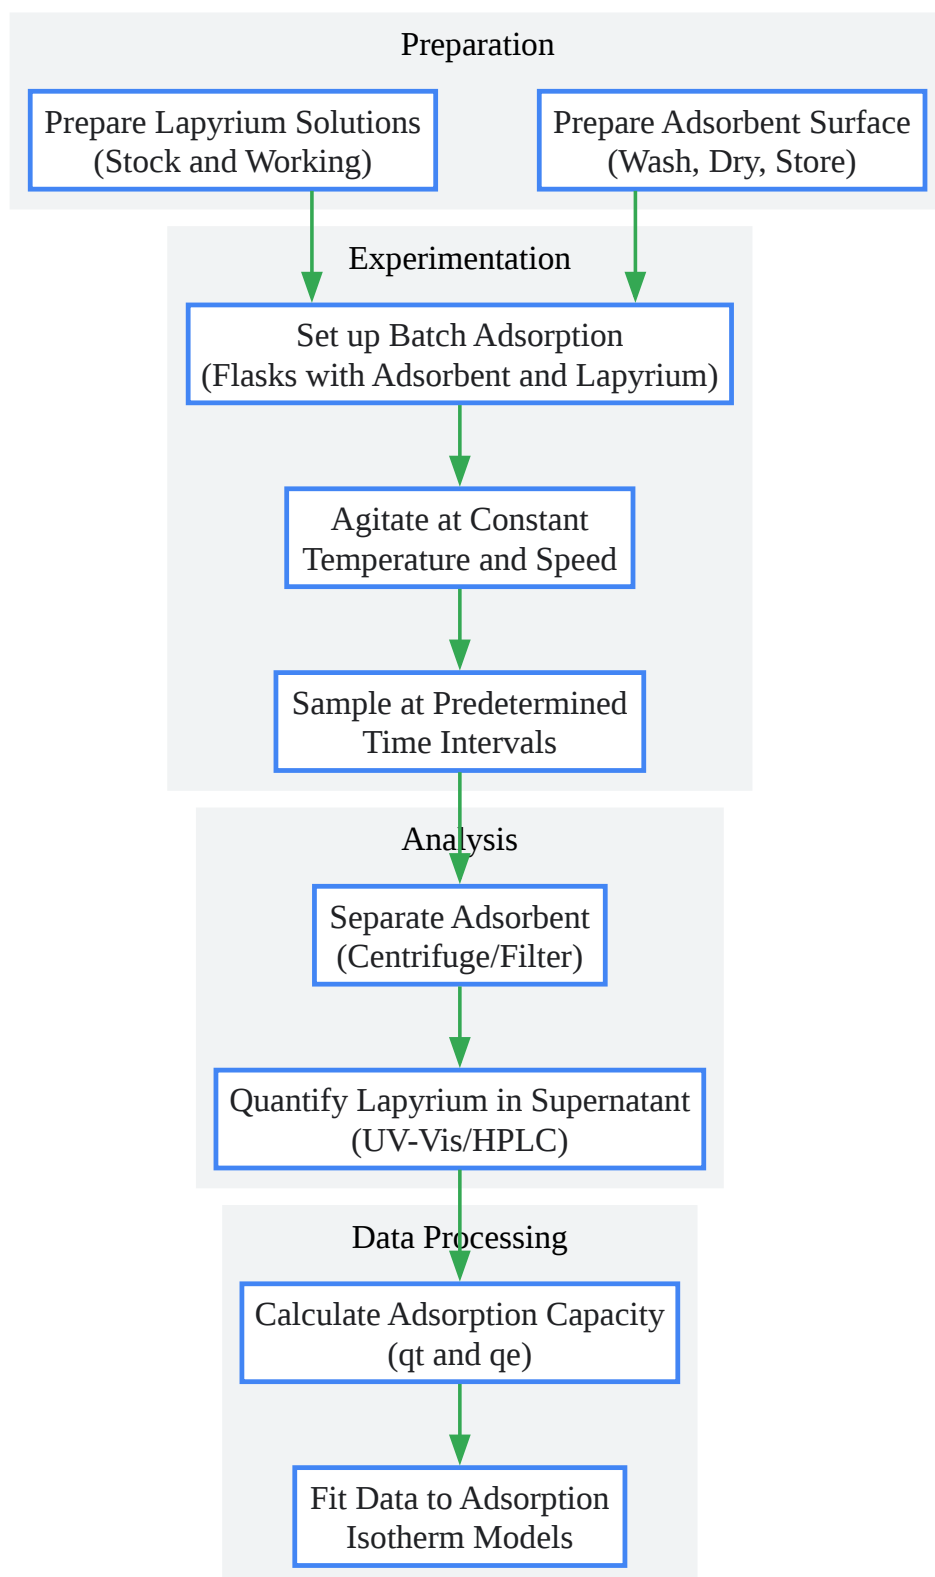 Preparation
Prepare Lapyrium Solutions
(Stock and Working)
Prepare Adsorbent Surface
(Wash, Dry, Store)
Experimentation
Set up Batch Adsorption
(Flasks with Adsorbent and Lapyrium)
Agitate at Constant
Temperature and Speed
Sample at Predetermined
Time Intervals
Analysis
Separate Adsorbent
(Centrifuge/Filter)
Quantify Lapyrium in Supernatant
(UV-Vis/HPLC)
Data Processing
Calculate Adsorption Capacity
(qt and qe)
Fit Data to Adsorption
Isotherm Models